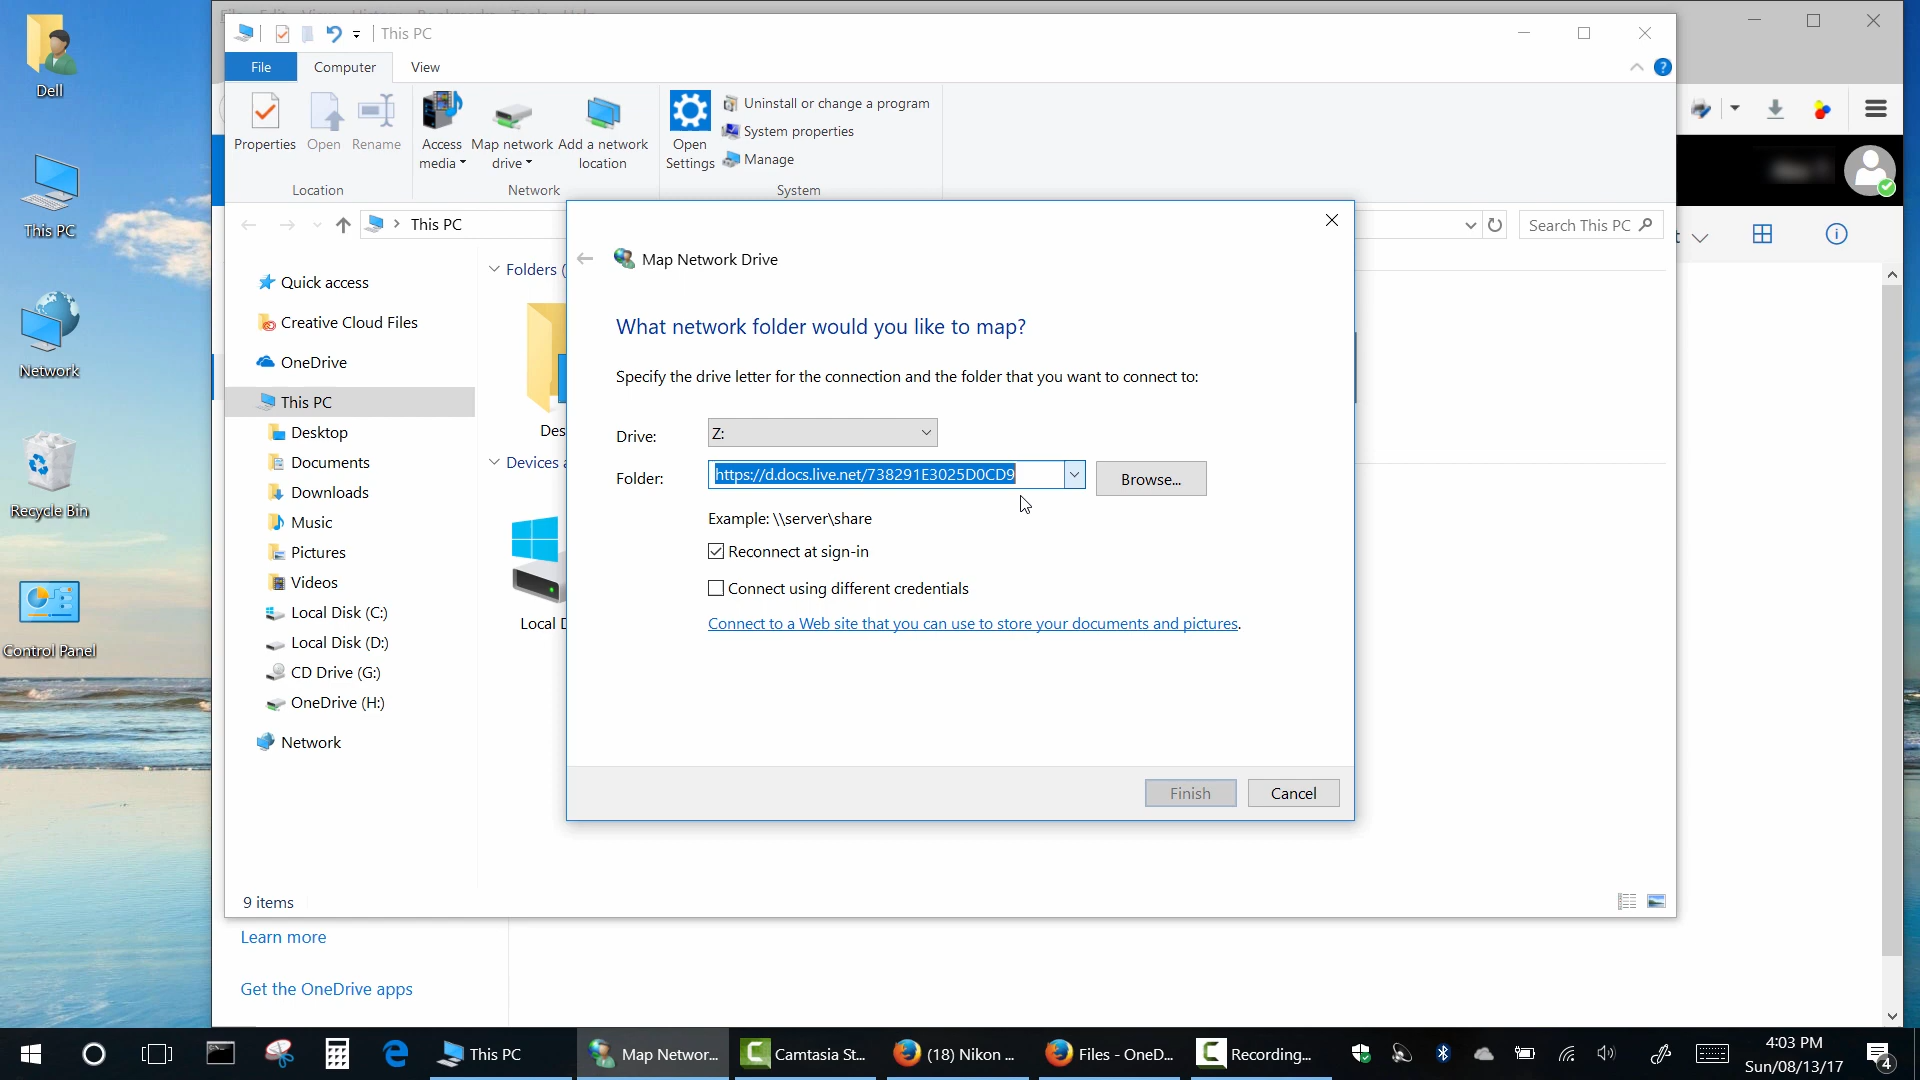 Dell
This PC
Network
Recycle Bin
Control Panel
This PC
File
Computer
View
Properties
Open
Rename
Location
Access media
Map network drive
Add a network location
Network
Open Settings
Uninstall or change a program
System properties
Manage
System
This PC
Search This PC
Quick access
Creative Cloud Files
OneDrive
This PC
Desktop
Documents
Downloads
Music
Pictures
Videos
Local Disk (C:)
Local Disk (D:)
CD Drive (G:)
OneDrive (H:)
Network
Folders (
Des
Devices a
Local D
Map Network Drive
What network folder would you like to map?
Specify the drive letter for the connection and the folder that you want to connect to:
Drive:
Z:
Folder:
https://d.docs.live.net/738291E3025D0CD9
Browse...
Example: \\server\share
Reconnect at sign-in
Connect using different credentials
Connect to a Web site that you can use to store your documents and pictures.
Finish
Cancel
9 items
Learn more
Get the OneDrive apps
This PC
Map Networ...
Camtasia St...
(18) Nikon ...
Files - OneD...
Recording...
4:03 PM
Sun/08/13/17
4